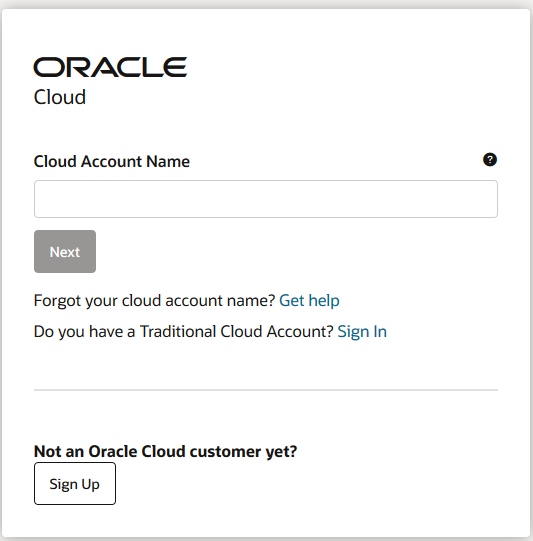 ORACLE
Cloud
Cloud Account Name ?
Next
Forgot your cloud account name? Get help
Do you have a Traditional Cloud Account? Sign In
Not an Oracle Cloud customer yet?
Sign Up